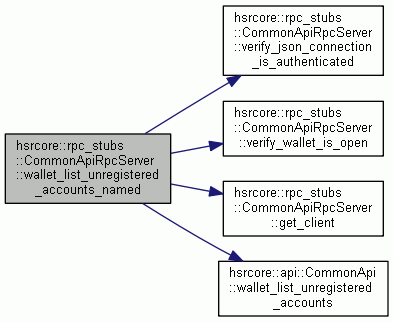 hsrcore::rpc_stubs
::CommonApiRpcServer
::wallet_list_unregistered
_accounts_named
hsrcore::rpc_stubs
::CommonApiRpcServer
::verify_json_connection
_is_authenticated
hsrcore::rpc_stubs
::CommonApiRpcServer
::verify_wallet_is_open
hsrcore::rpc_stubs
::CommonApiRpcServer
::get_client
hsrcore::api::CommonApi
::wallet_list_unregistered
_accounts